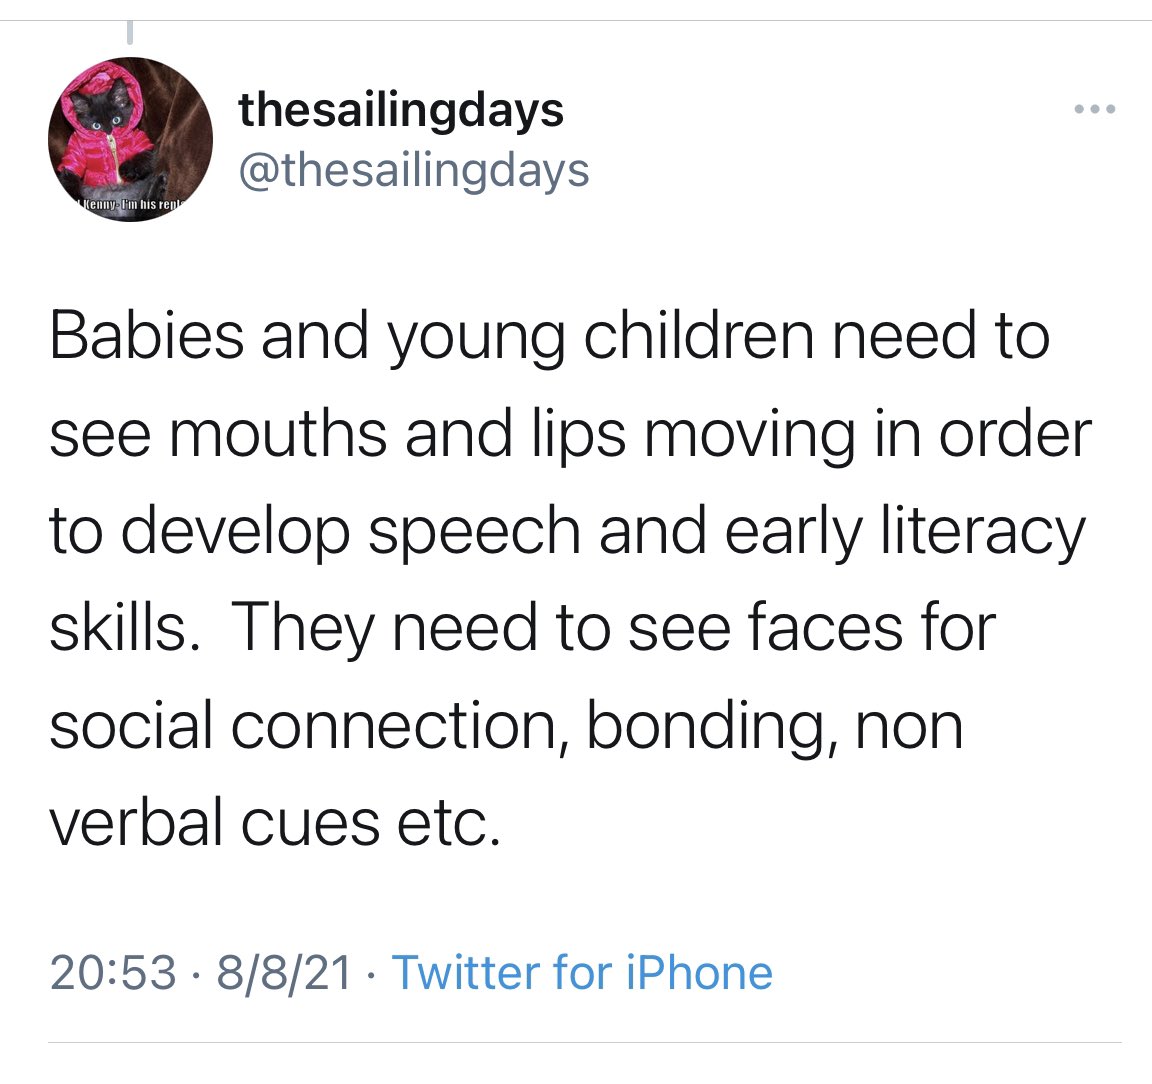 thesailingdays
@thesailingdays
Kenny- I'm his
Babies and young children need to
see mouths and lips moving in order
to develop speech and early literacy
skills.  They need to see faces for
social connection, bonding, non
verbal cues etc.
20:53 · 8/8/21 · Twitter for iPhone